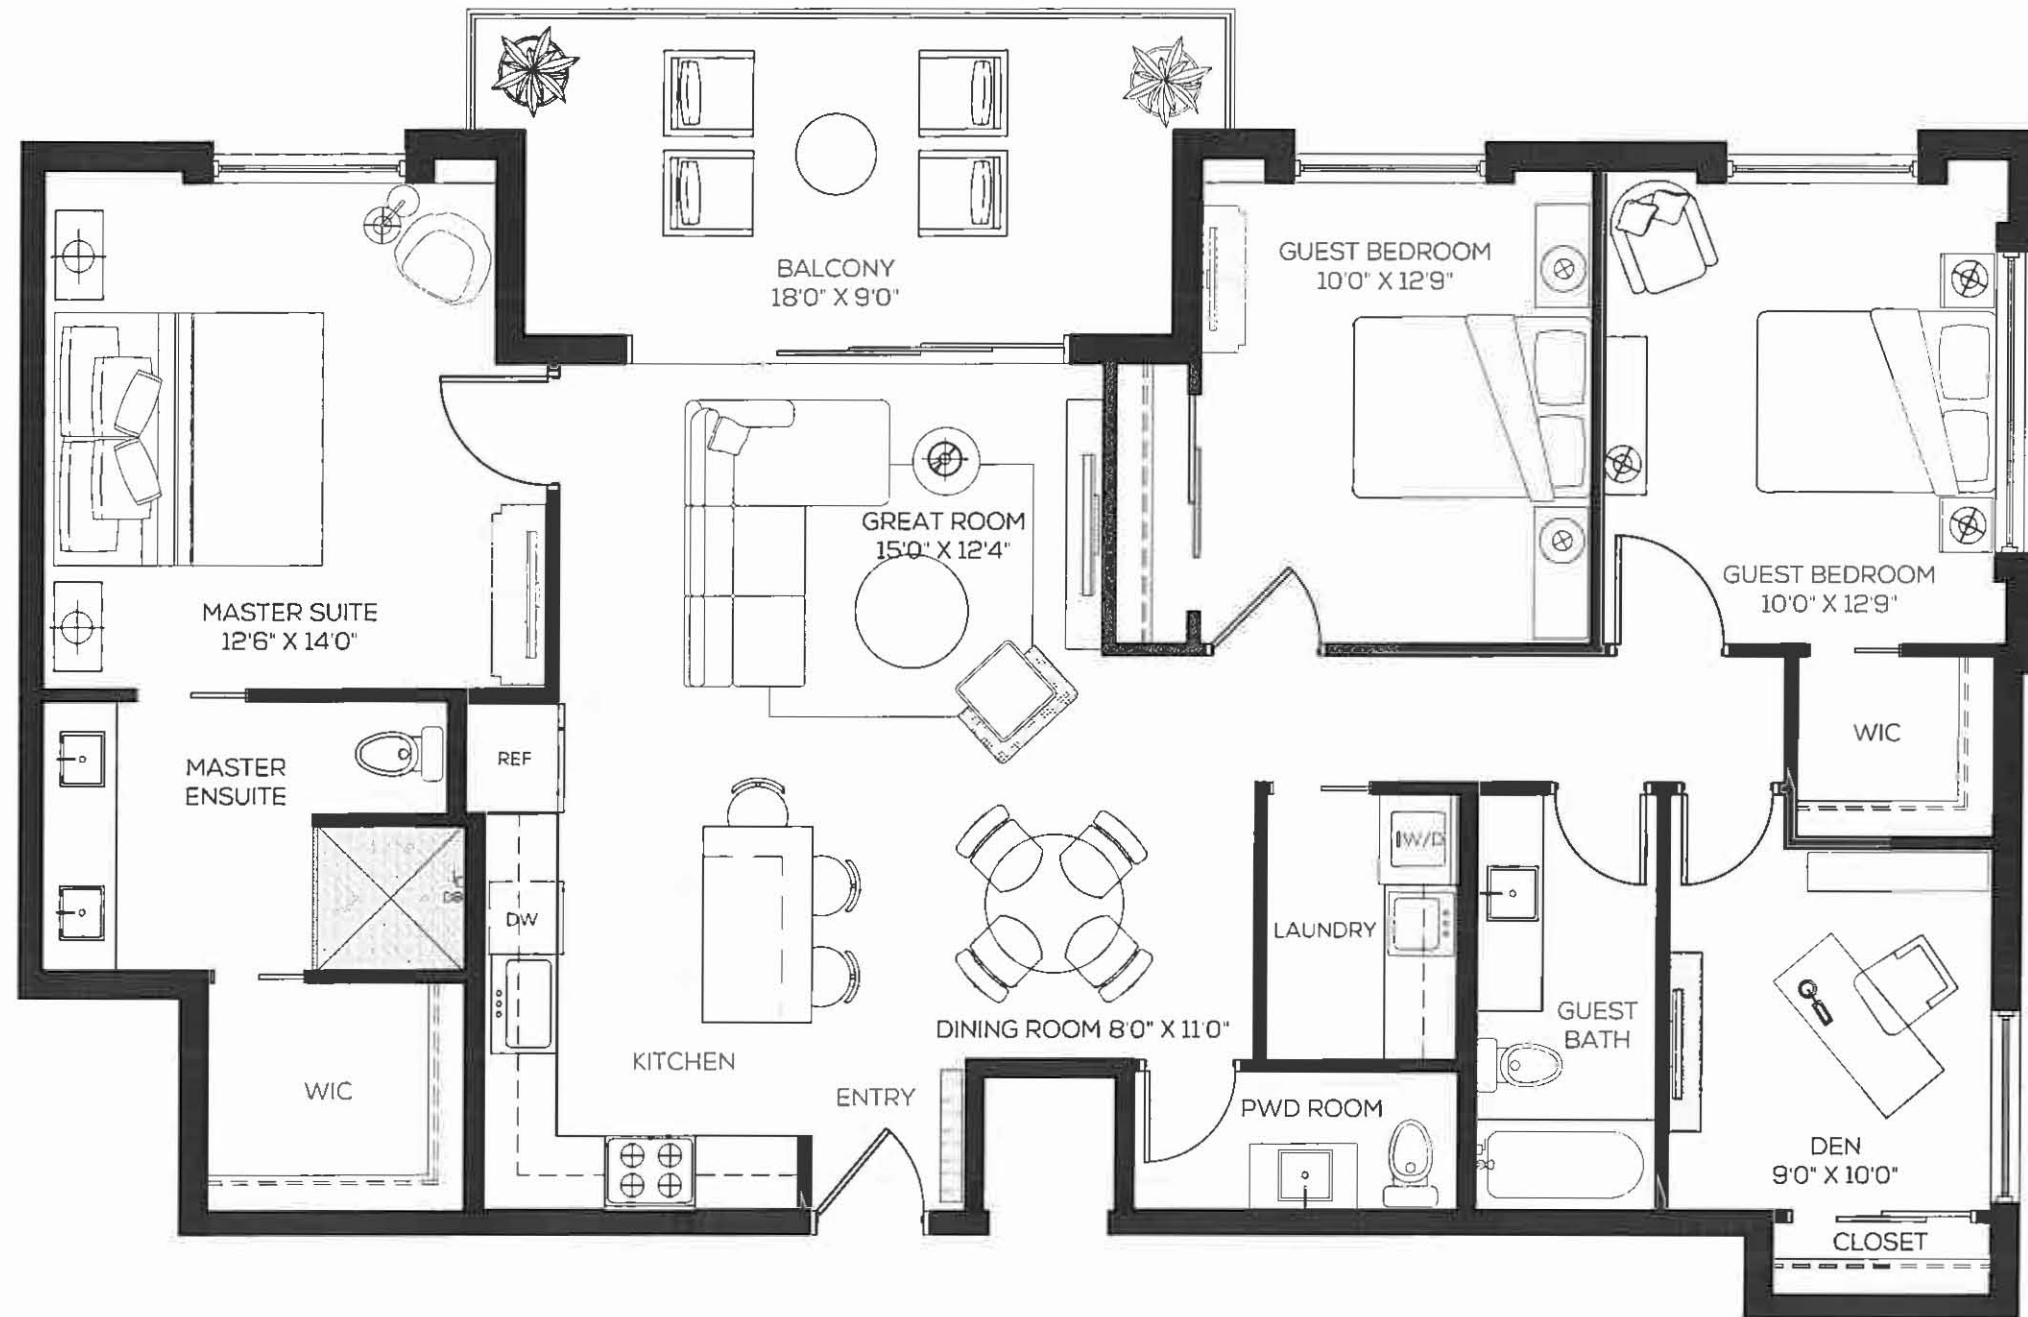 BALCONY
18'0" X 9'0"
GUEST BEDROOM
10'0" X 12'9"
GREAT ROOM
15'0" X 12'4"
GUEST BEDROOM
10'0" X 12'9"
MASTER SUITE
12'6" X 14'0"
WIC
REF
MASTER
ENSUITE
W/D
DW
LAUNDRY
GUEST
BATH
DINING ROOM 8'0" X 11'0"
KITCHEN
WIC
ENTRY
PWD ROOM
DEN
9'0" X 10'0"
CLOSET